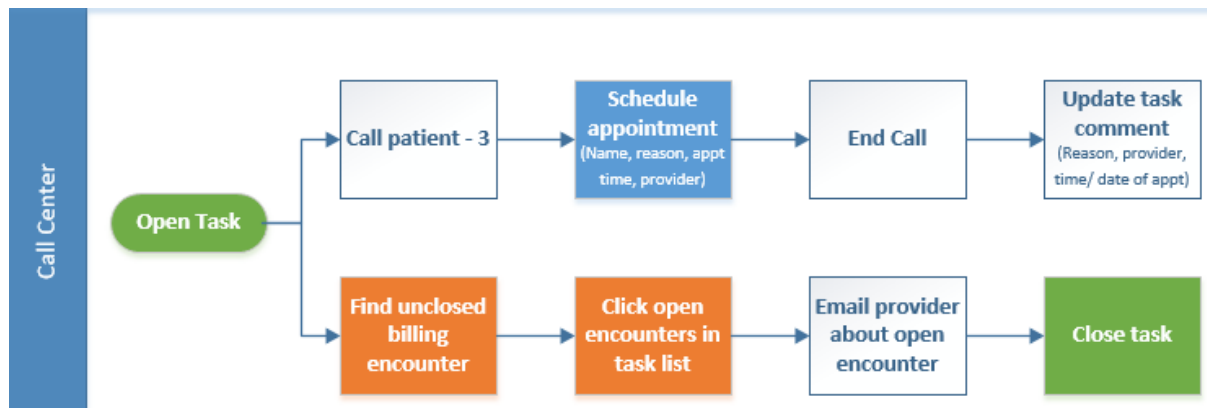 Call Center
Open Task
Call patient - 3
Schedule
appointment
(Name, reason, appt
time, provider)
End Call
Update task
comment
(Reason, provider,
time/ date of appt)
Find unclosed
billing
encounter
Click open
encounters in
task list
Email provider
about open
encounter
Close task